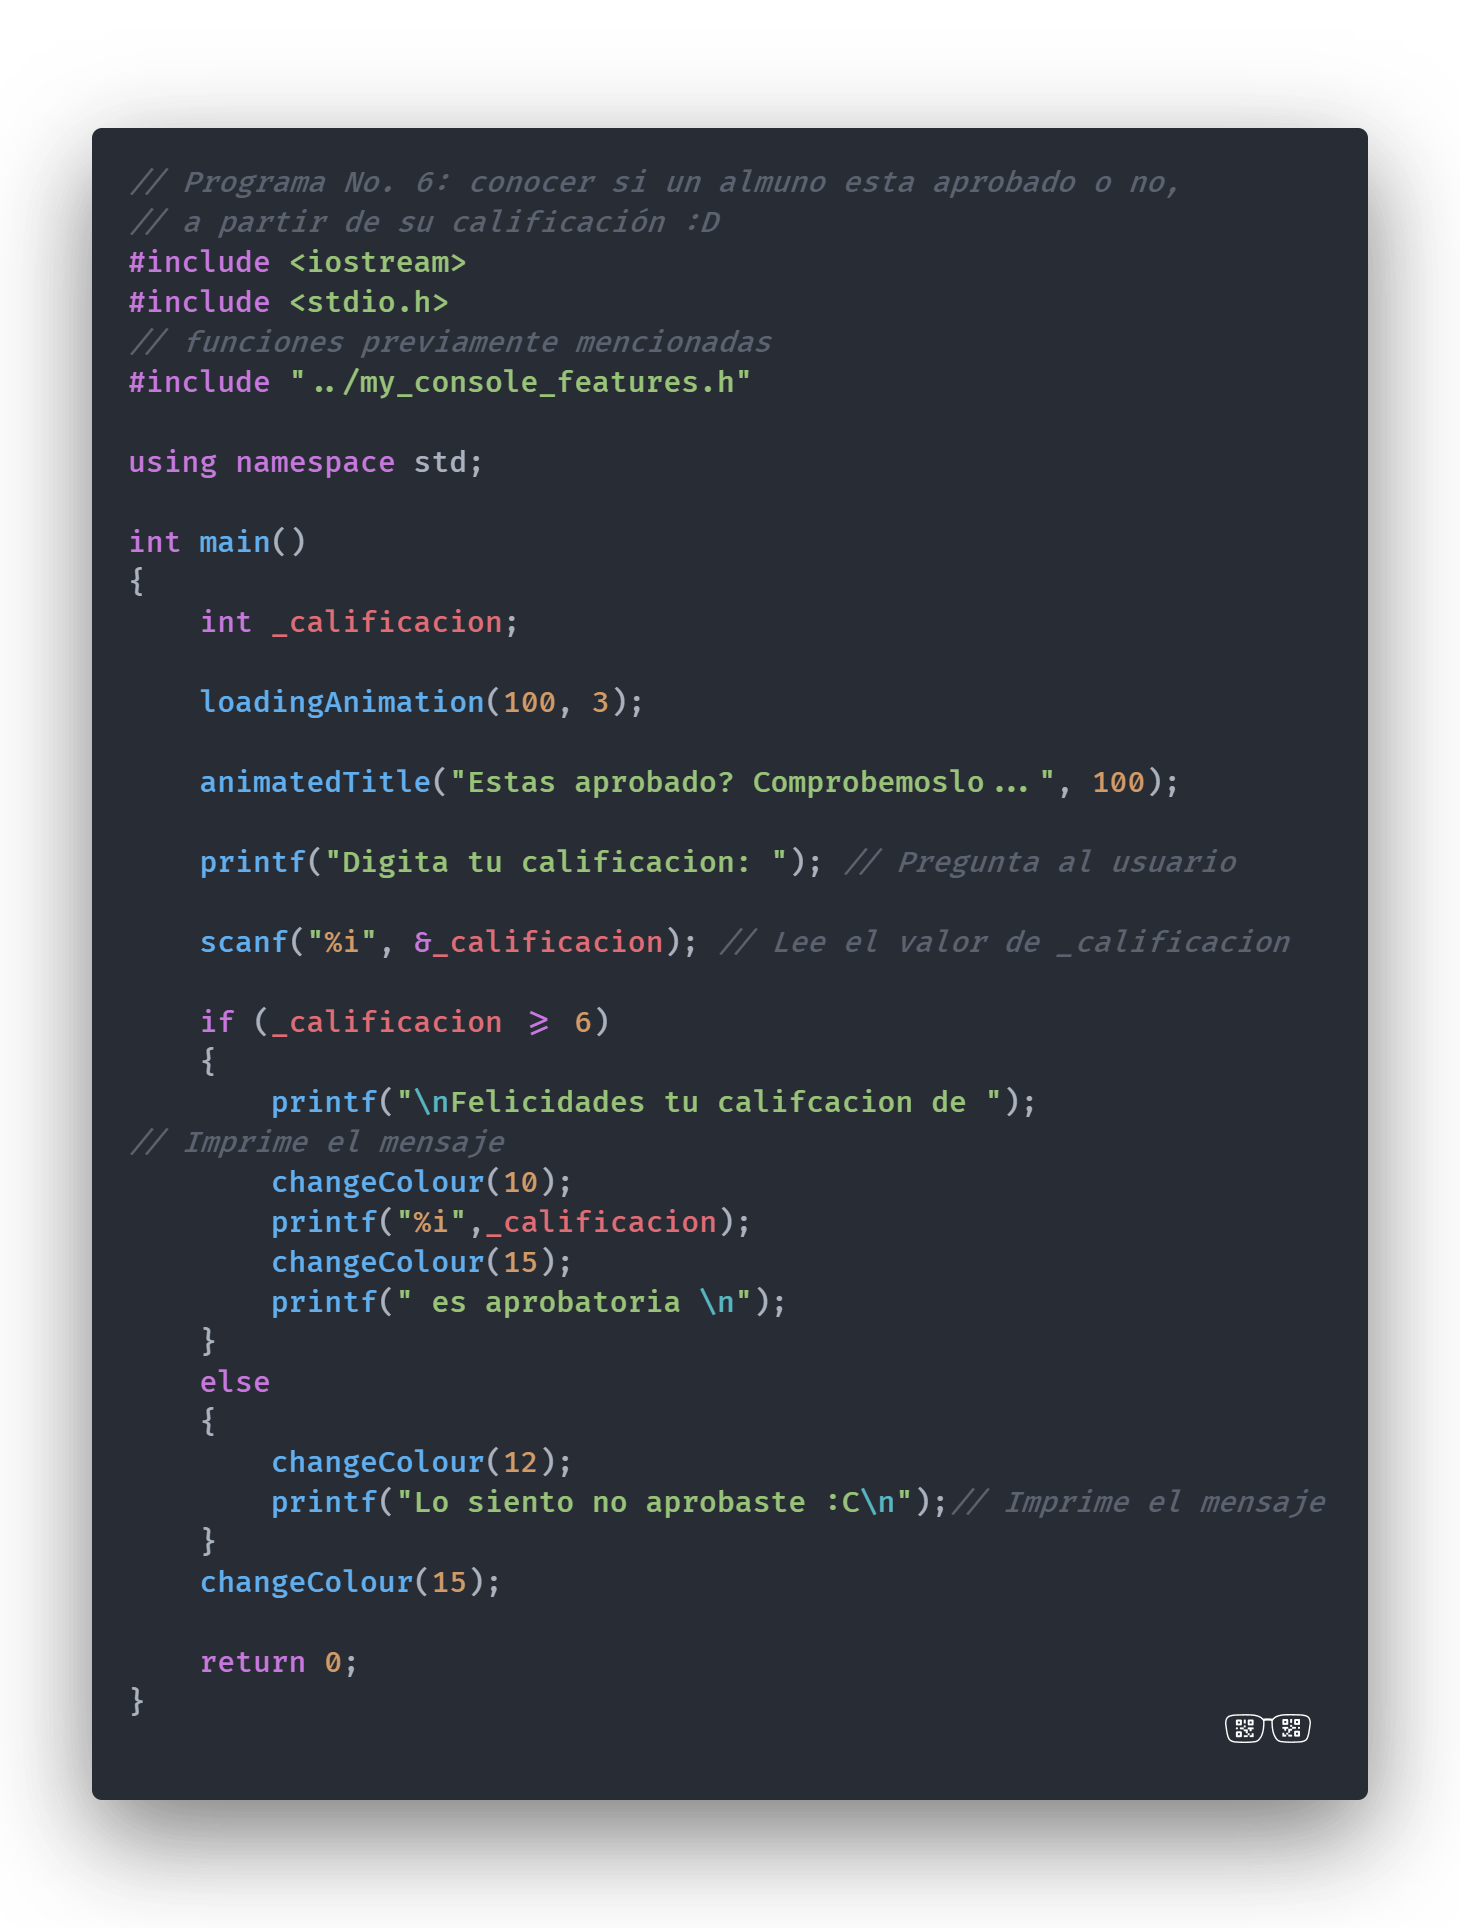 // Programa No. 6: conocer si un almuno esta aprobado o no,
// a partir de su calificación :D
#include <iostream>
#include <stdio.h>
// funciones previamente mencionadas
#include "../my_console_features.h"
using namespace std;
int main()
{
    int _calificacion;
    loadingAnimation(100, 3);
    animatedTitle("Estas aprobado? Comprobemoslo...", 100);
    printf("Digita tu calificacion: "); // Pregunta al usuario
    scanf("%i", &_calificacion); // Lee el valor de _calificacion
    if (_calificacion >= 6)
    {
        printf("\nFelicidades tu califcacion de ");
// Imprime el mensaje
        changeColour(10);
        printf("%i",_calificacion);
        changeColour(15);
        printf(" es aprobatoria \n");
    }
    else
    {
        changeColour(12);
        printf("Lo siento no aprobaste :C\n");// Imprime el mensaje
    }
    changeColour(15);
    return 0;
}